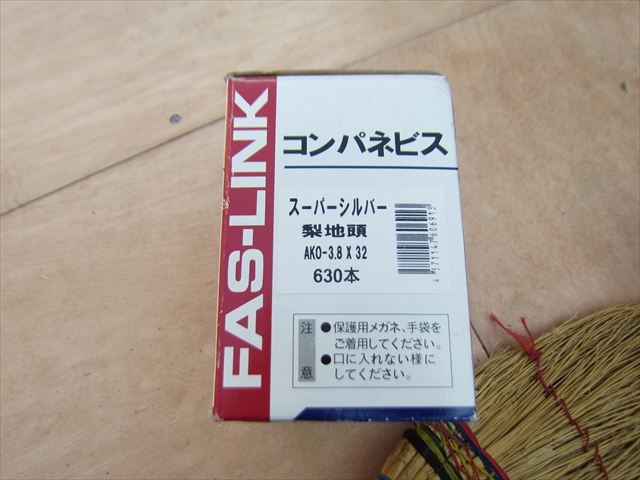 FAS-LINK
コンパネビス
スーパーシルバー
梨地頭
AKO-3.8 X 32
630本
4571147606913
注意
●保護用メガネ、手袋を
ご着用してください。
●口に入れない様に
してください。